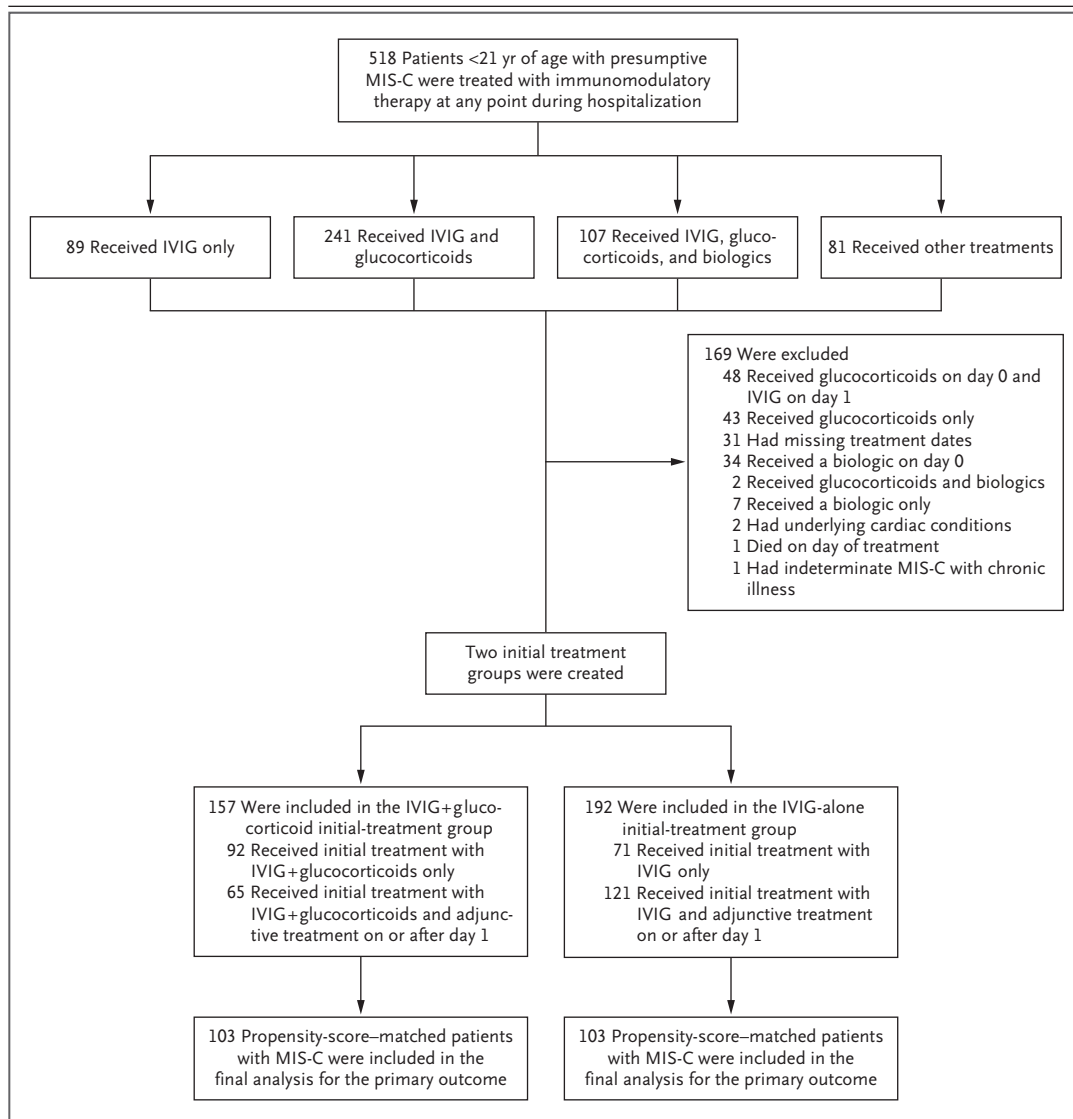 518 Patients <21 yr of age with presumptive
MIS-C were treated with immunomodulatory
therapy at any point during hospitalization
89 Received IVIG only
241 Received IVIG and
glucocorticoids
107 Received IVIG, gluco-
corticoids, and biologics
81 Received other treatments
169 Were excluded
48 Received glucocorticoids on day 0 and
IVIG on day 1
43 Received glucocorticoids only
31 Had missing treatment dates
34 Received a biologic on day 0
2 Received glucocorticoids and biologics
7 Received a biologic only
2 Had underlying cardiac conditions
1 Died on day of treatment
1 Had indeterminate MIS-C with chronic
illness
Two initial treatment
groups were created
157 Were included in the IVIG+gluco-
corticoid initial-treatment group
92 Received initial treatment with
IVIG+glucocorticoids only
65 Received initial treatment with
IVIG+glucocorticoids and adjunc-
tive treatment on or after day 1
192 Were included in the IVIG-alone
initial-treatment group
71 Received initial treatment with
IVIG only
121 Received initial treatment with
IVIG and adjunctive treatment
on or after day 1
103 Propensity-score–matched patients
with MIS-C were included in the
final analysis for the primary outcome
103 Propensity-score–matched patients
with MIS-C were included in the
final analysis for the primary outcome